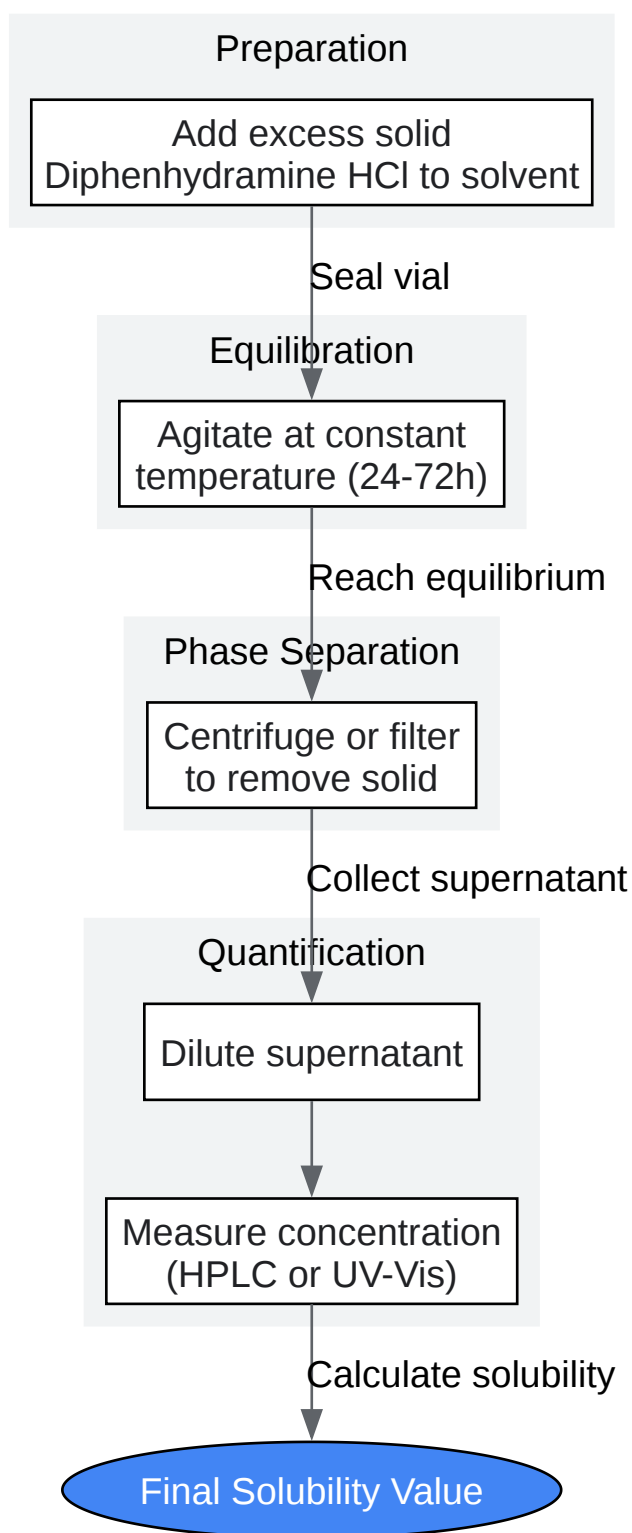 Preparation
Add excess solid
Diphenhydramine HCl to solvent
Seal vial
Equilibration
Agitate at constant
temperature (24-72h)
Reach equilibrium
Phase Separation
Centrifuge or filter
to remove solid
Collect supernatant
Quantification
Dilute supernatant
Measure concentration
(HPLC or UV-Vis)
Calculate solubility
Final Solubility Value